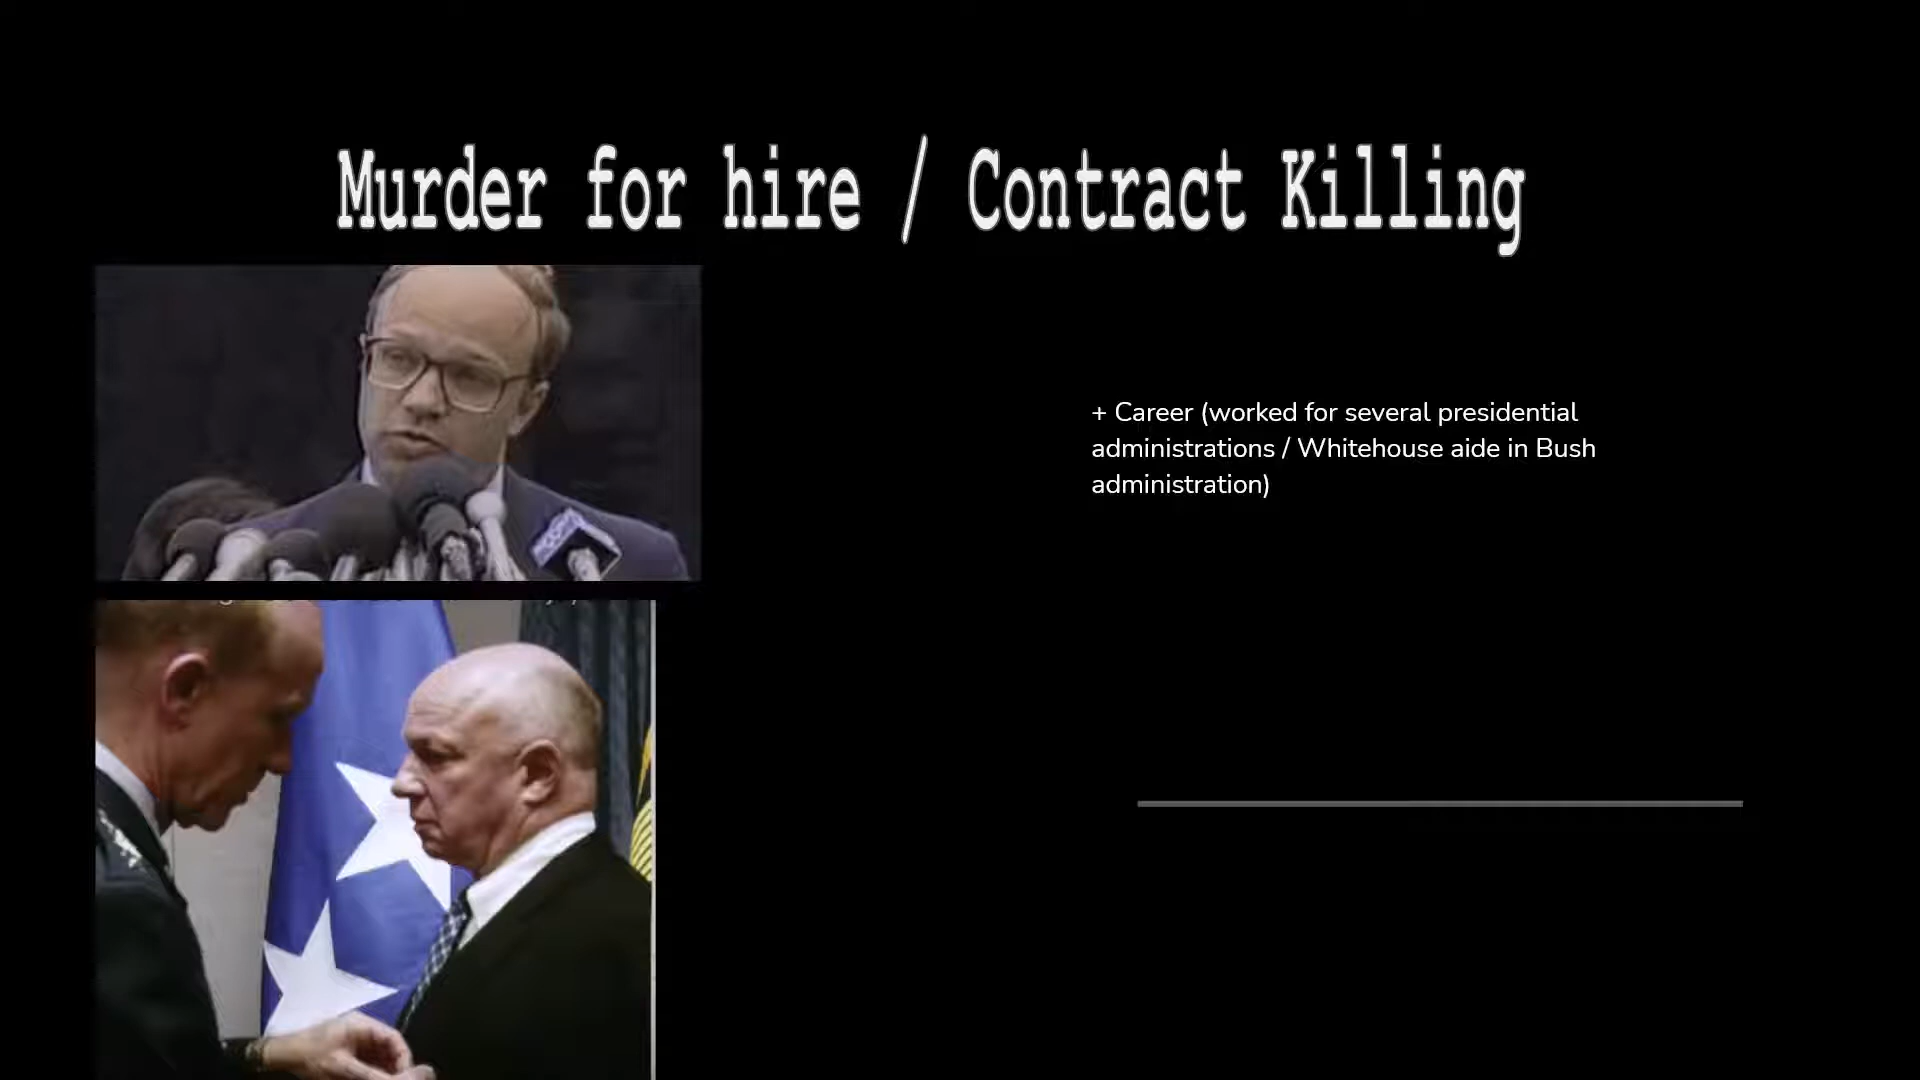 Murder for hire / Contract Killing
+ Career (worked for several presidential
administrations / Whitehouse aide in Bush
administration)